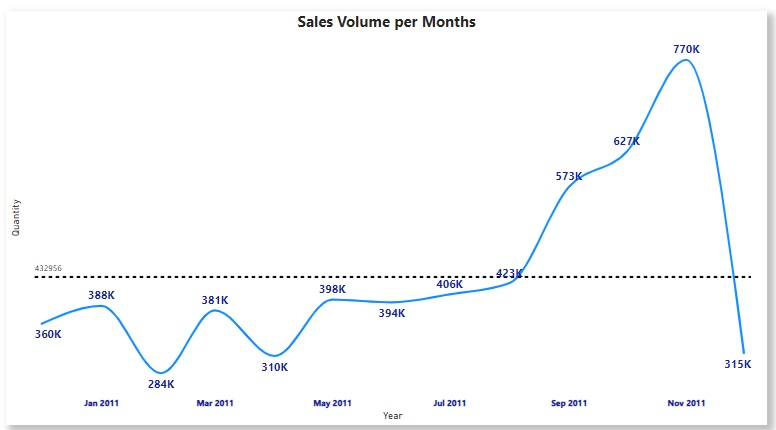 Sales Volume per Months
770K
627K
573K
Quantity
432956
423K
388K
381K
398K
406K
360K
394K
310K
315K
284K
Jan 2011
Mar 2011
May 2011
Jul 2011
Sep 2011
Nov 2011
Year